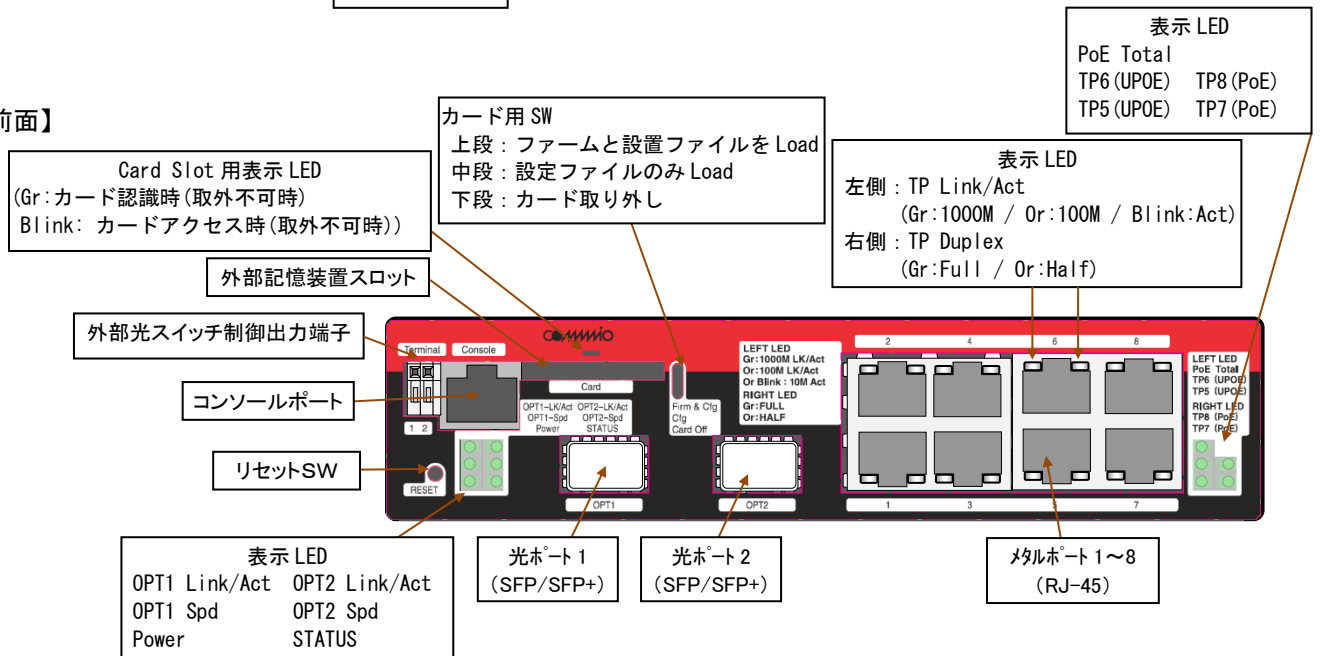 表示 LED
PoE Total
TP6(UPOE) TP8(PoE)
TP5(UPOE) TP7(PoE)
前面】
カード用 SW
上段：ファームと設置ファイルを Load
中段：設定ファイルのみ Load
下段：カード取り外し
Card Slot 用表示 LED
(Gr:カード認識時(取外不可時)
Blink: カードアクセス時(取外不可時))
表示 LED
左側：TP Link/Act
(Gr:1000M / Or:100M / Blink:Act)
右側：TP Duplex
(Gr:Full / Or:Half)
外部記憶装置スロット
外部光スイッチ制御出力端子
コンソールポート
リセットSW
Terminal
Console
Card
1 2
RESET
OPT1-LK/Act OPT2-LK/Act
OPT1-Spd OPT2-Spd
Power STATUS
Firm & Cfg
Cfg
Card Off
OPT1
OPT2
LEFT LED
Gr:1000M LK/Act
Or:100M LK/Act
Or Blink : 10M Act
RIGHT LED
Gr:FULL
Or:HALF
2 4 6 8
1 3 5 7
LEFT LED
PoE Total
TP6 (UPOE)
TP5 (UPOE)
RIGHT LED
TP8 (PoE)
TP7 (PoE)
表示 LED
OPT1 Link/Act OPT2 Link/Act
OPT1 Spd OPT2 Spd
Power STATUS
光ﾎﾟｰﾄ 1
(SFP/SFP+)
光ﾎﾟｰﾄ 2
(SFP/SFP+)
ﾒﾀﾙﾎﾟｰﾄ 1～8
(RJ-45)